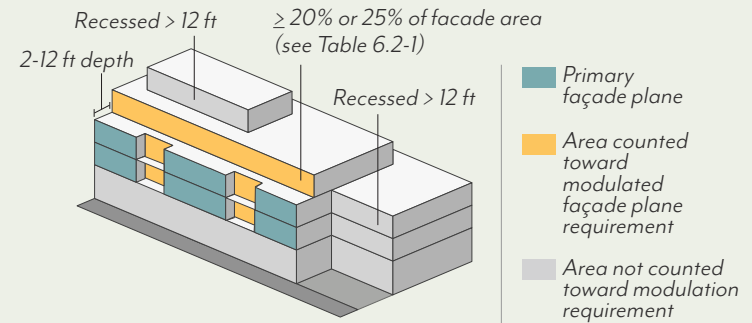 Recessed > 12 ft
≥ 20% or 25% of facade area
(see Table 6.2-1)
2-12 ft depth
Recessed > 12 ft
Primary
façade plane
Area counted
toward
modulated
façade plane
requirement
Area not counted
toward modulation
requirement